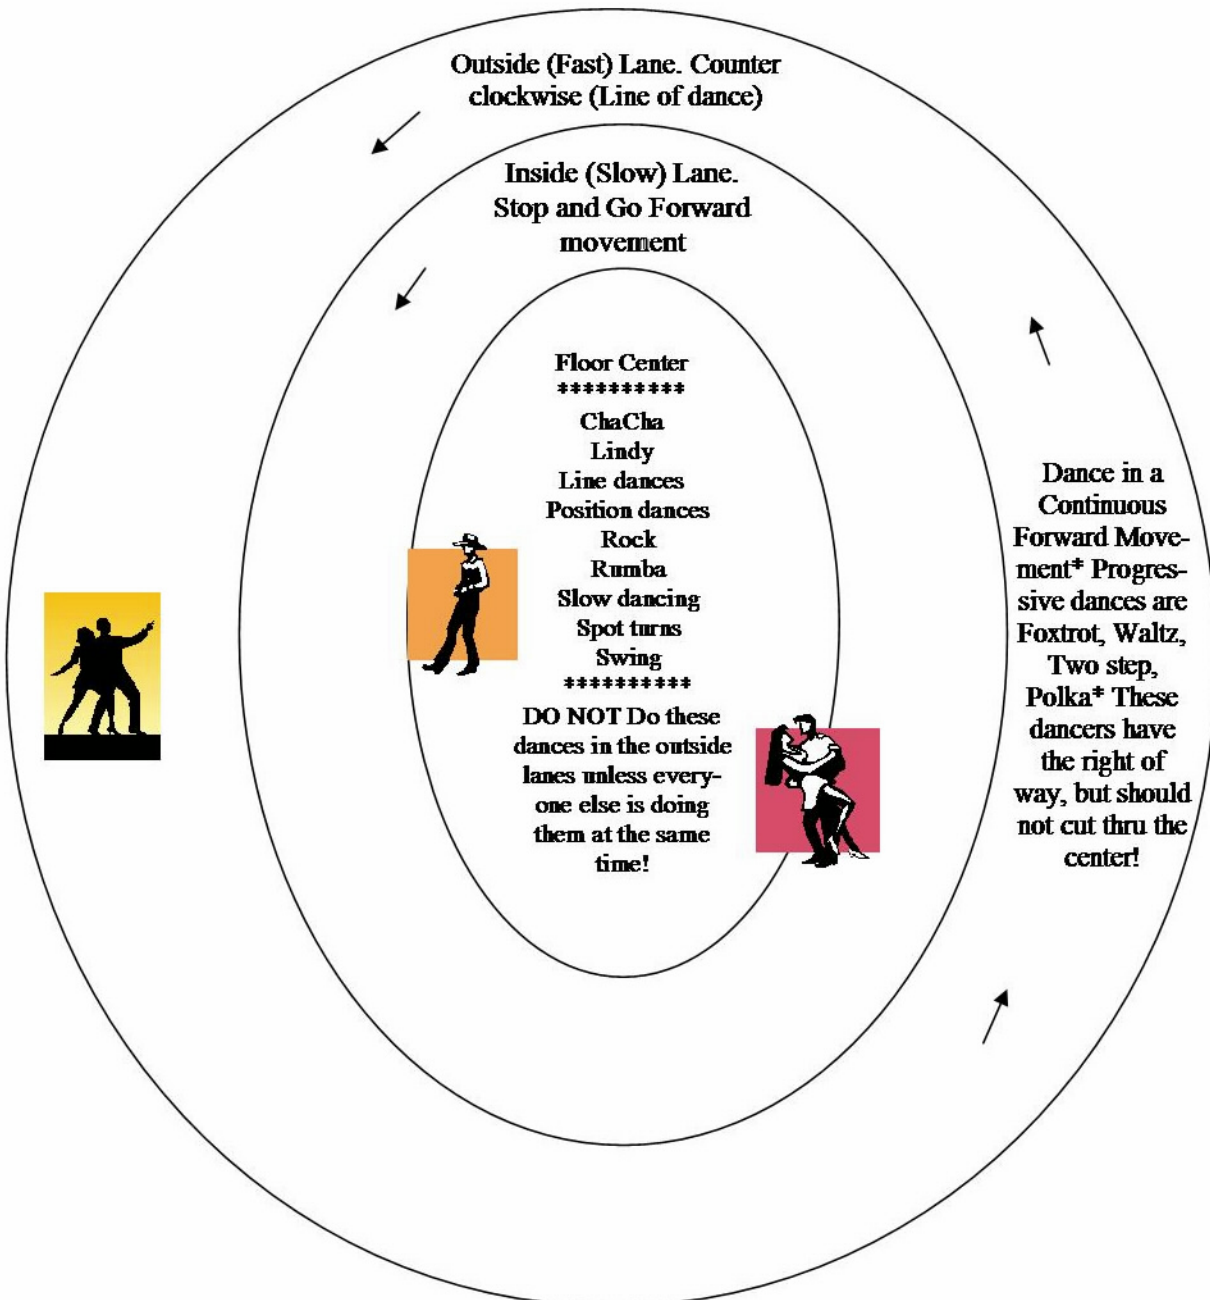 Outside (Fast) Lane. Counter
clockwise (Line of dance)
Inside (Slow) Lane.
Stop and Go Forward
movement
Floor Center
**********
ChaCha
Lindy
Line dances
Position dances
Rock
Rumba
Slow dancing
Spot turns
Swing
**********
DO NOT Do these
dances in the outside
lanes unless every-
one else is doing
them at the same
time!
Dance in a
Continuous
Forward Move-
ment* Progres-
sive dances are
Foxtrot, Waltz,
Two step,
Polka* These
dancers have
the right of
way, but should
not cut thru the
center!